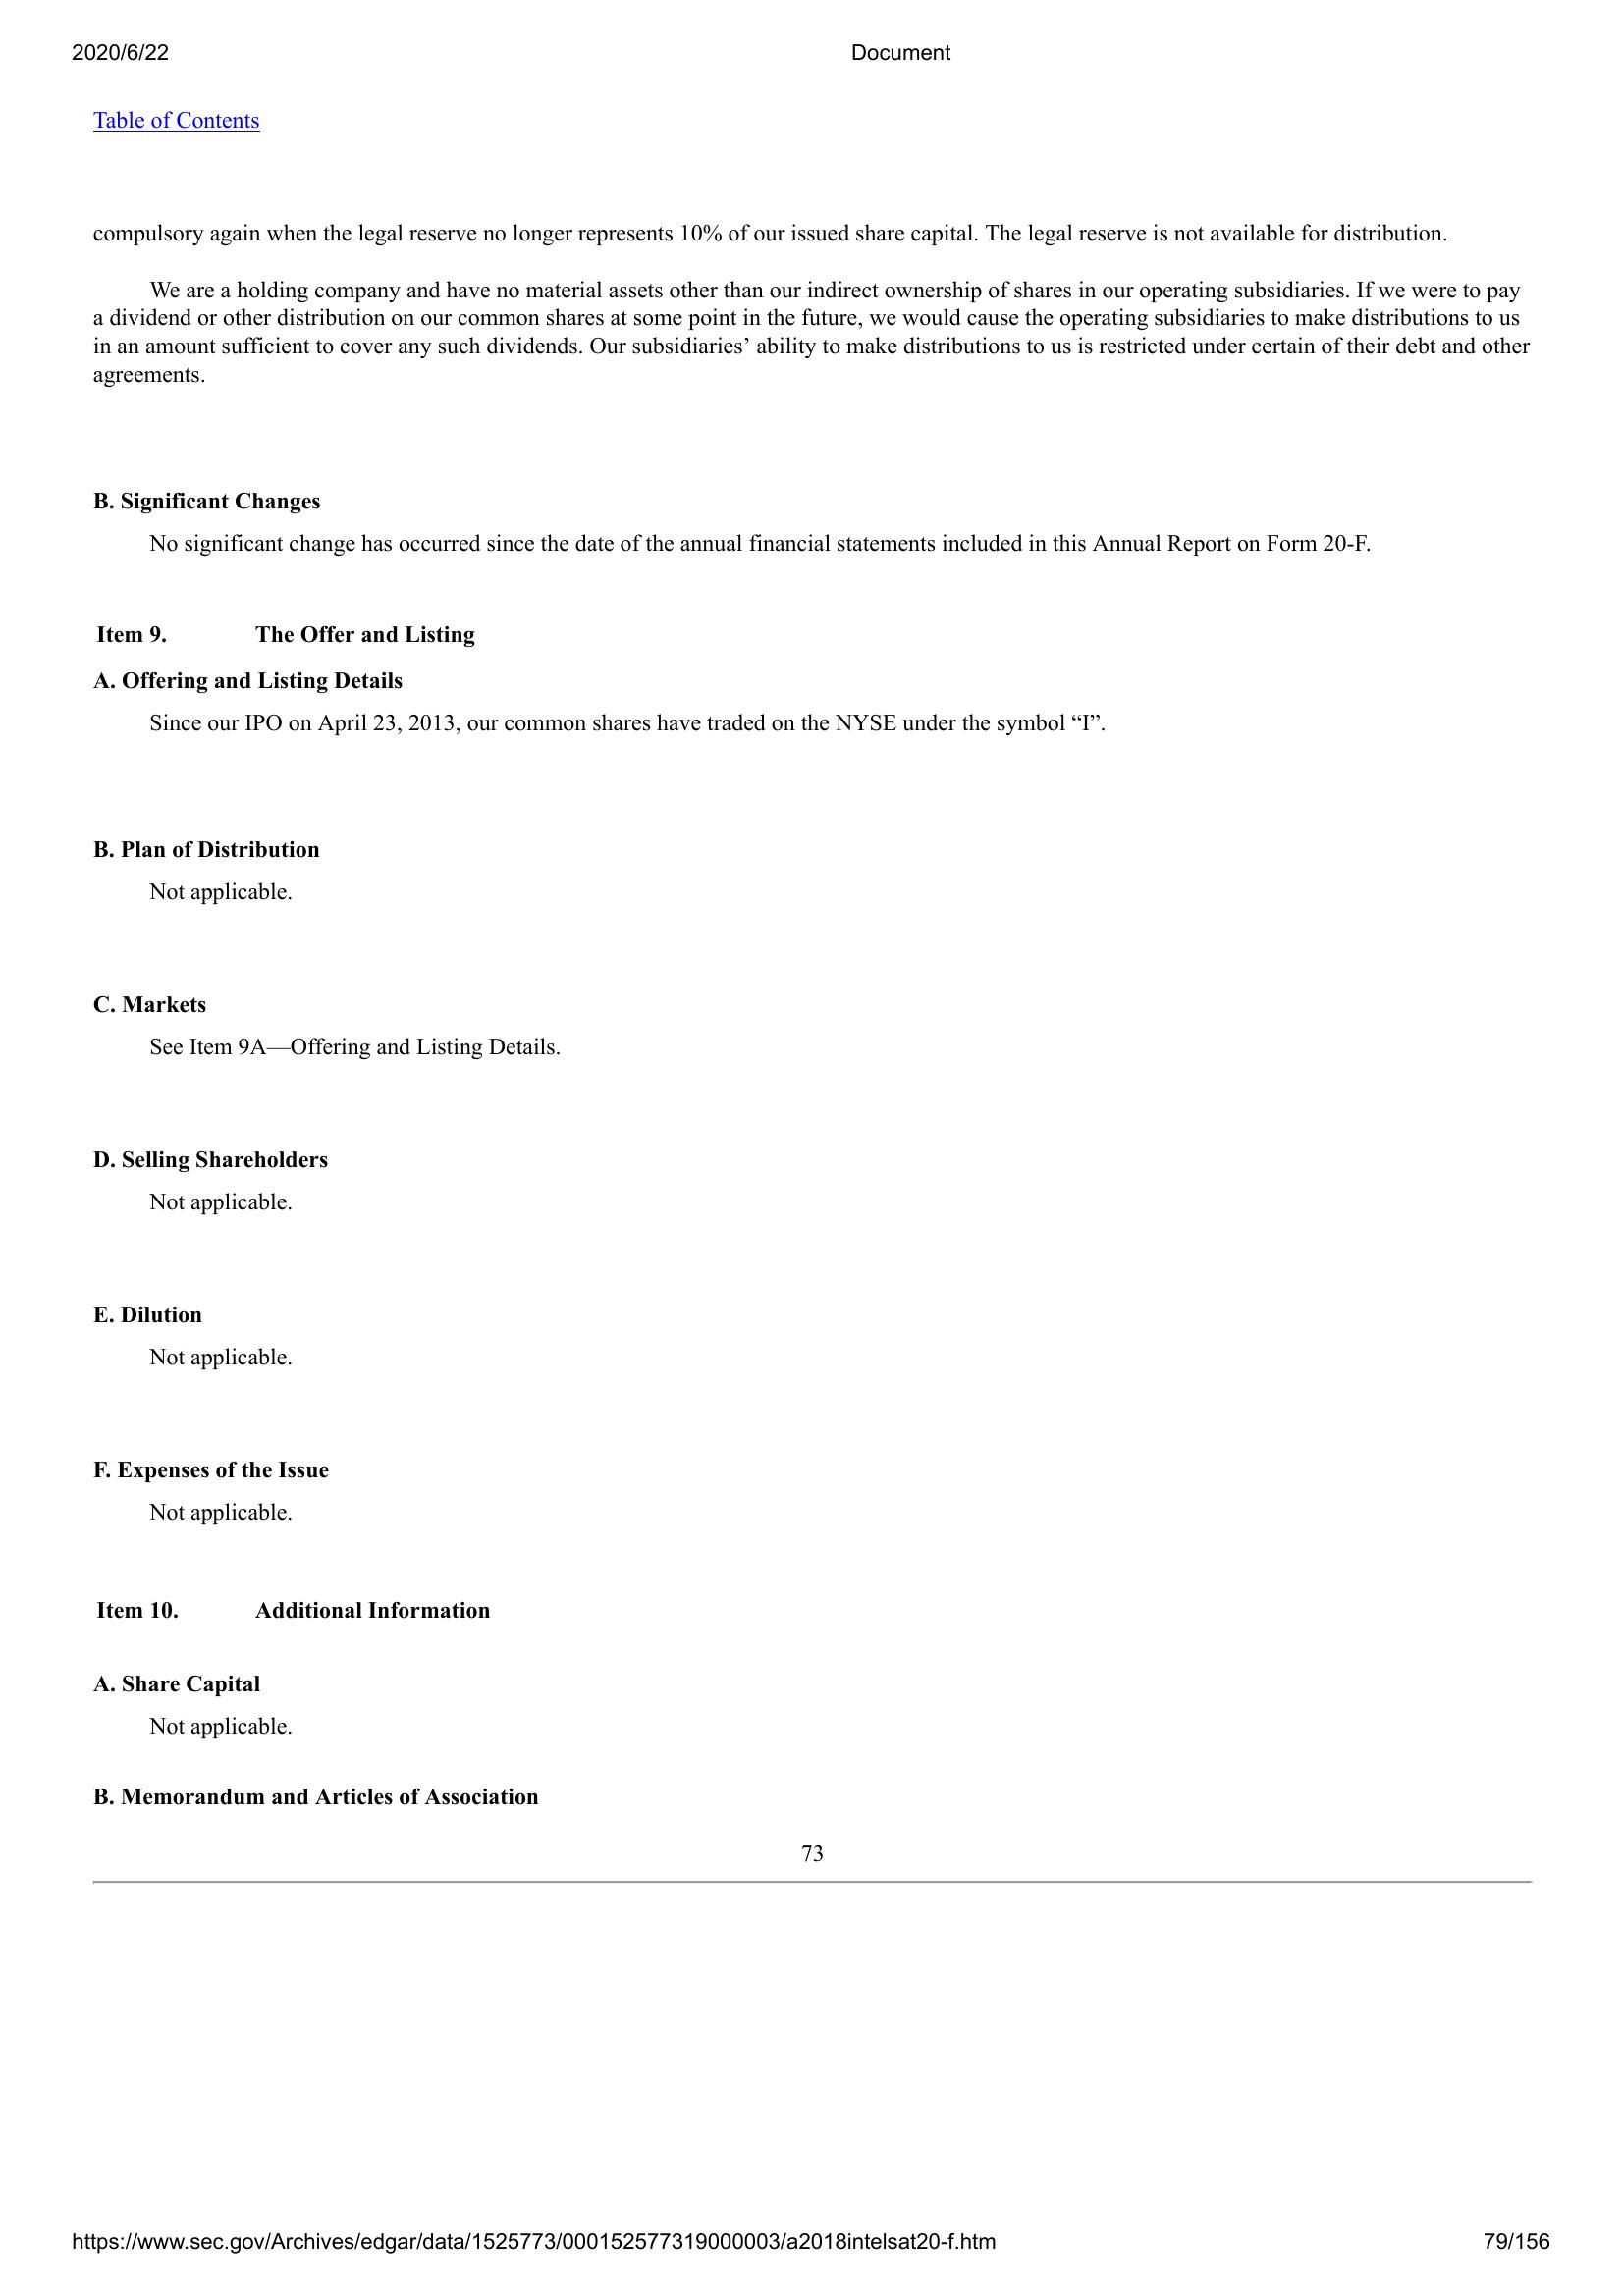 2020/6/22 Document
Table of Contents
compulsory again when the legal reserve no longer represents 10% of our issued share capital. The legal reserve is not available for distribution.
We are a holding company and have no material assets other than our indirect ownership of shares in our operating subsidiaries. If we were to pay
a dividend or other distribution on our common shares at some point in the future, we would cause the operating subsidiaries to make distributions to us
in an amount sufficient to cover any such dividends. Our subsidiaries’ ability to make distributions to us is restricted under certain of their debt and other
agreements.
B. Significant Changes
No significant change has occurred since the date of the annual financial statements included in this Annual Report on Form 20-F.
Item 9. The Offer and Listing
A. Offering and Listing Details
Since our IPO on April 23, 2013, our common shares have traded on the NYSE under the symbol “I”.
B. Plan of Distribution
Not applicable.
C. Markets
See Item 9A—Offering and Listing Details.
D. Selling Shareholders
Not applicable.
E. Dilution
Not applicable.
F. Expenses of the Issue
Not applicable.
Item 10. Additional Information
A. Share Capital
Not applicable.
B. Memorandum and Articles of Association
73
https://www.sec.gov/Archives/edgar/data/1525773/000152577319000003/a2018intelsat20-f.htm 79/156